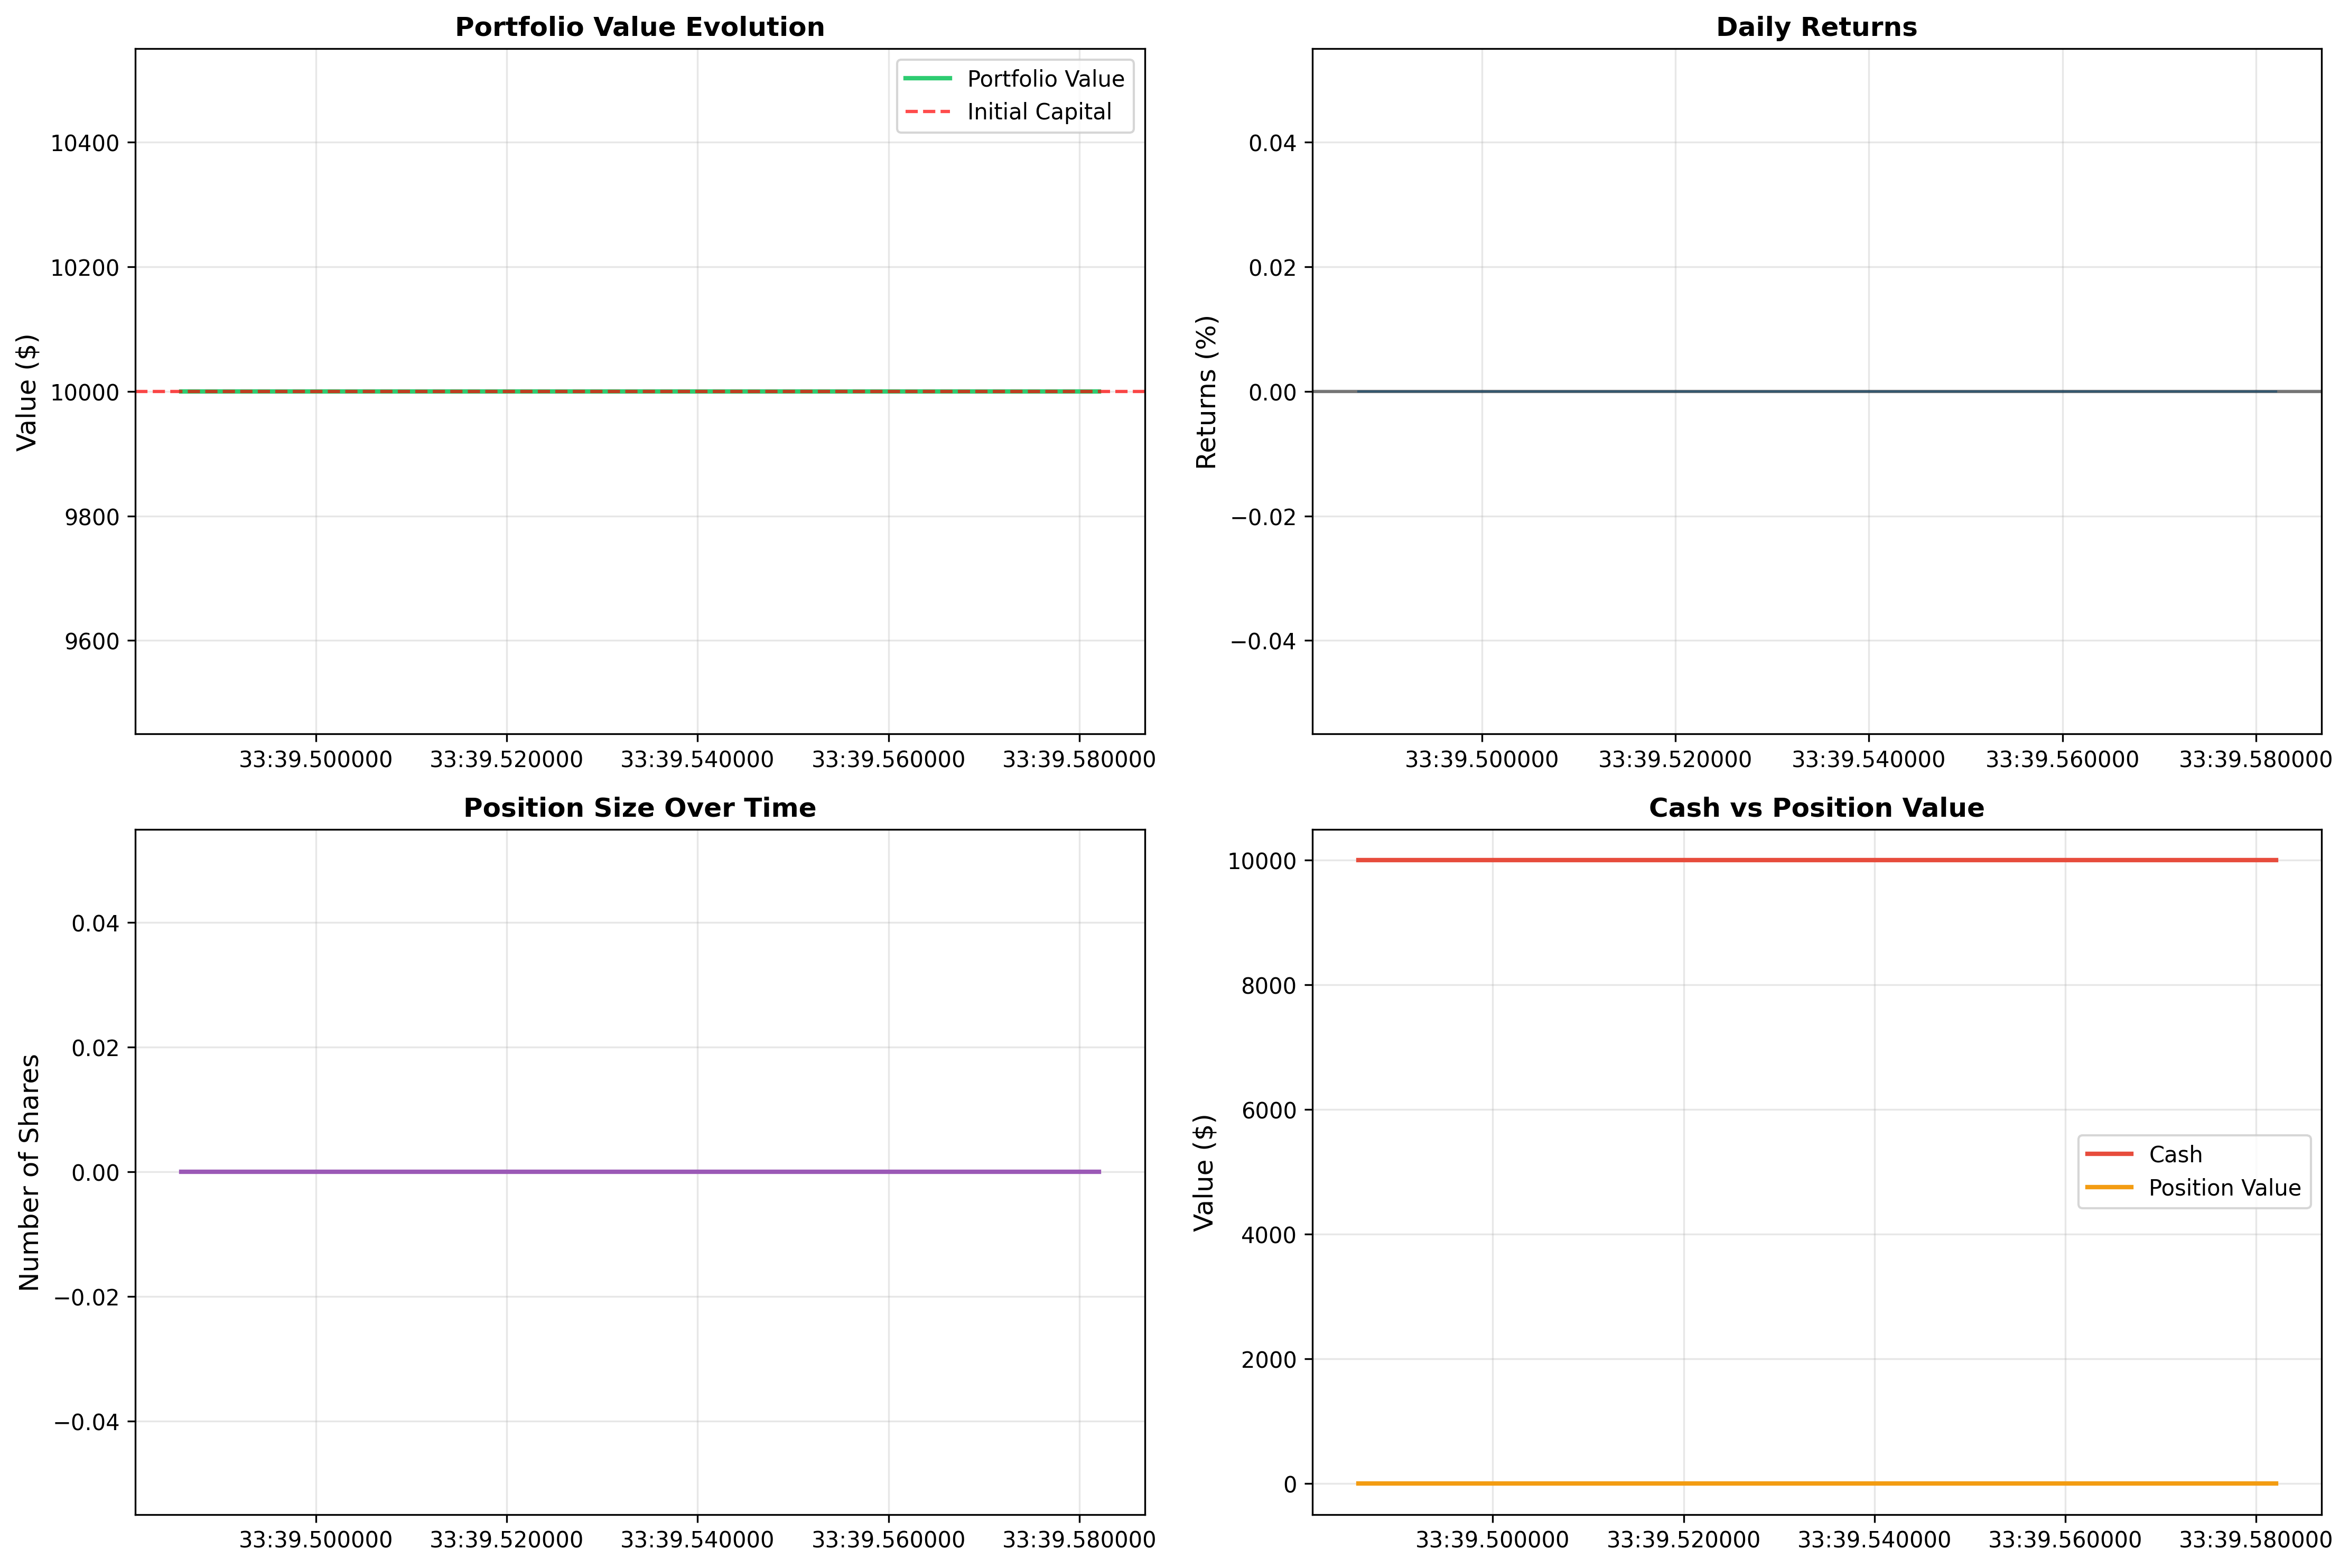 Portfolio Value Evolution
Value ($)
10400
10200
10000
9800
9600
Portfolio Value
Initial Capital
33:39.500000 33:39.520000 33:39.540000 33:39.560000 33:39.580000
Daily Returns
Returns (%)
0.04
0.02
0.00
−0.02
−0.04
33:39.500000 33:39.520000 33:39.540000 33:39.560000 33:39.580000
Position Size Over Time
Number of Shares
0.04
0.02
0.00
−0.02
−0.04
33:39.500000 33:39.520000 33:39.540000 33:39.560000 33:39.580000
Cash vs Position Value
Value ($)
10000
8000
6000
4000
2000
0
Cash
Position Value
33:39.500000 33:39.520000 33:39.540000 33:39.560000 33:39.580000